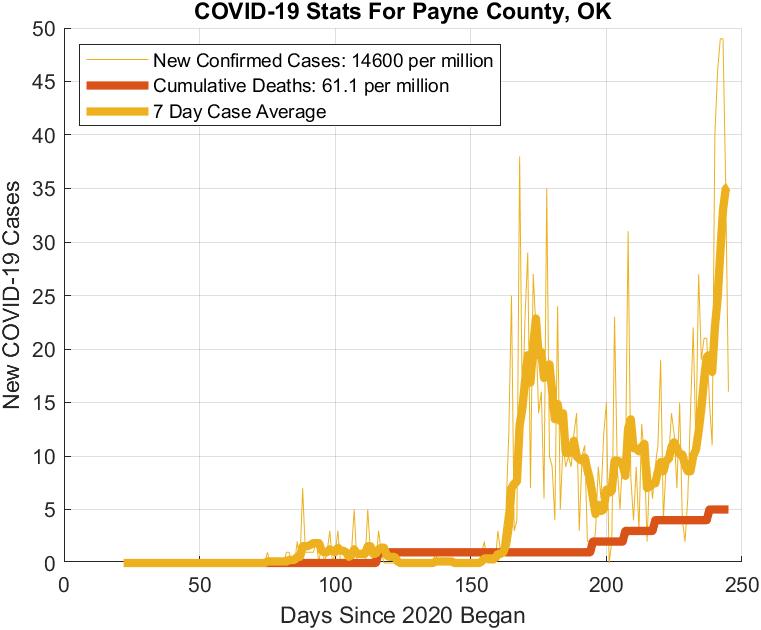 COVID-19 Stats For Payne County, OK
50
45
40
35
30
25
20
15
10
5
0
New COVID-19 Cases
New Confirmed Cases: 14600 per million
Cumulative Deaths: 61.1 per million
7 Day Case Average
0 50 100 150 200 250
Days Since 2020 Began